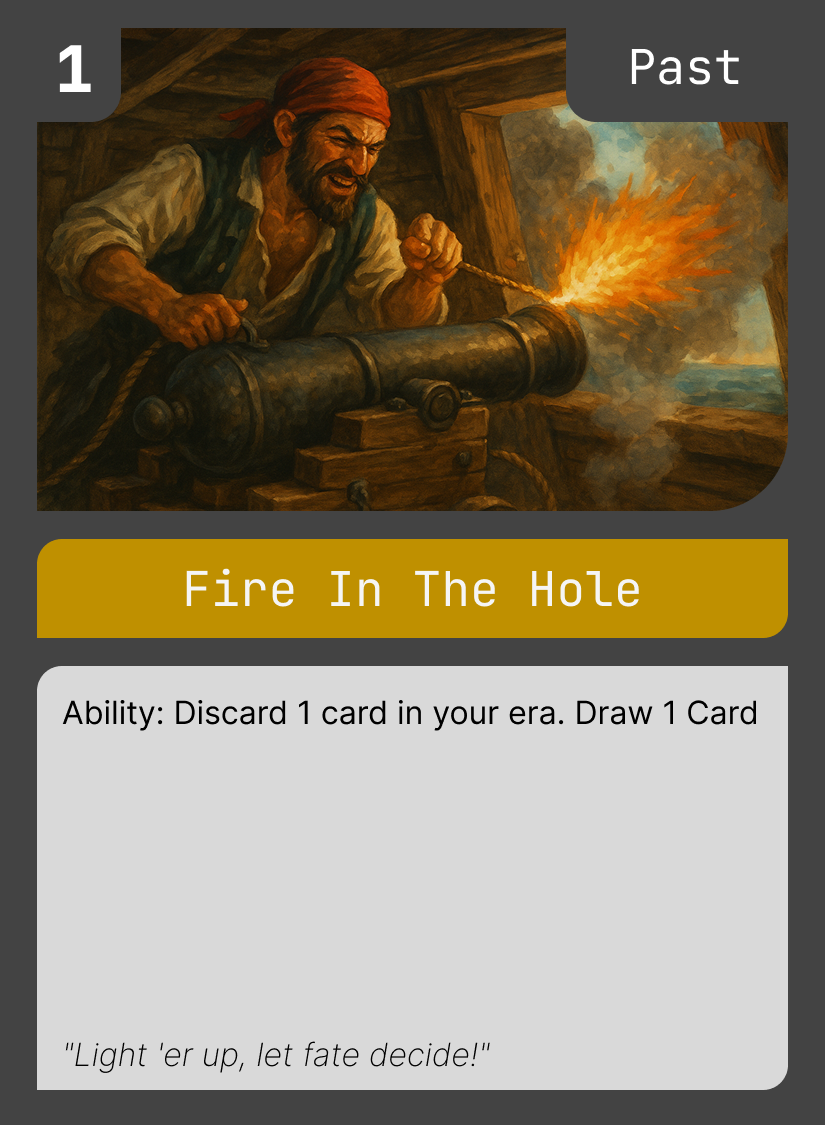 1
Past
Fire In The Hole
Ability: Discard 1 card in your era. Draw 1 Card
"Light 'er up, let fate decide!"